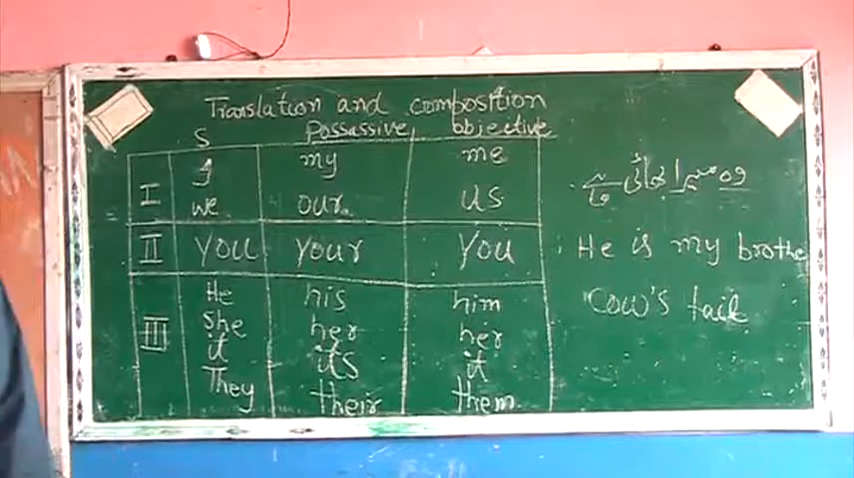 Translation and composition
S Possassive, objective
I I my me
we our us
II You Your You
III He his him
she her her
it its it
They their them
وہ میرا بھائی ہے
He is my brothe
Cow's tail